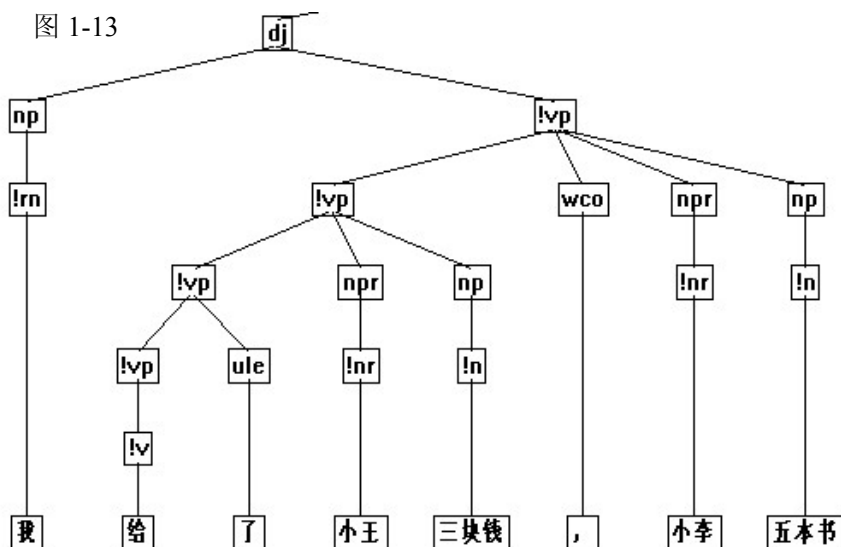 图 1-13
dj
np !vp
!rn !vp wco npr np
!vp npr np !nr !n
!vp ule !nr !n
!v
我 给 了 小王 三块钱 , 小李 五本书